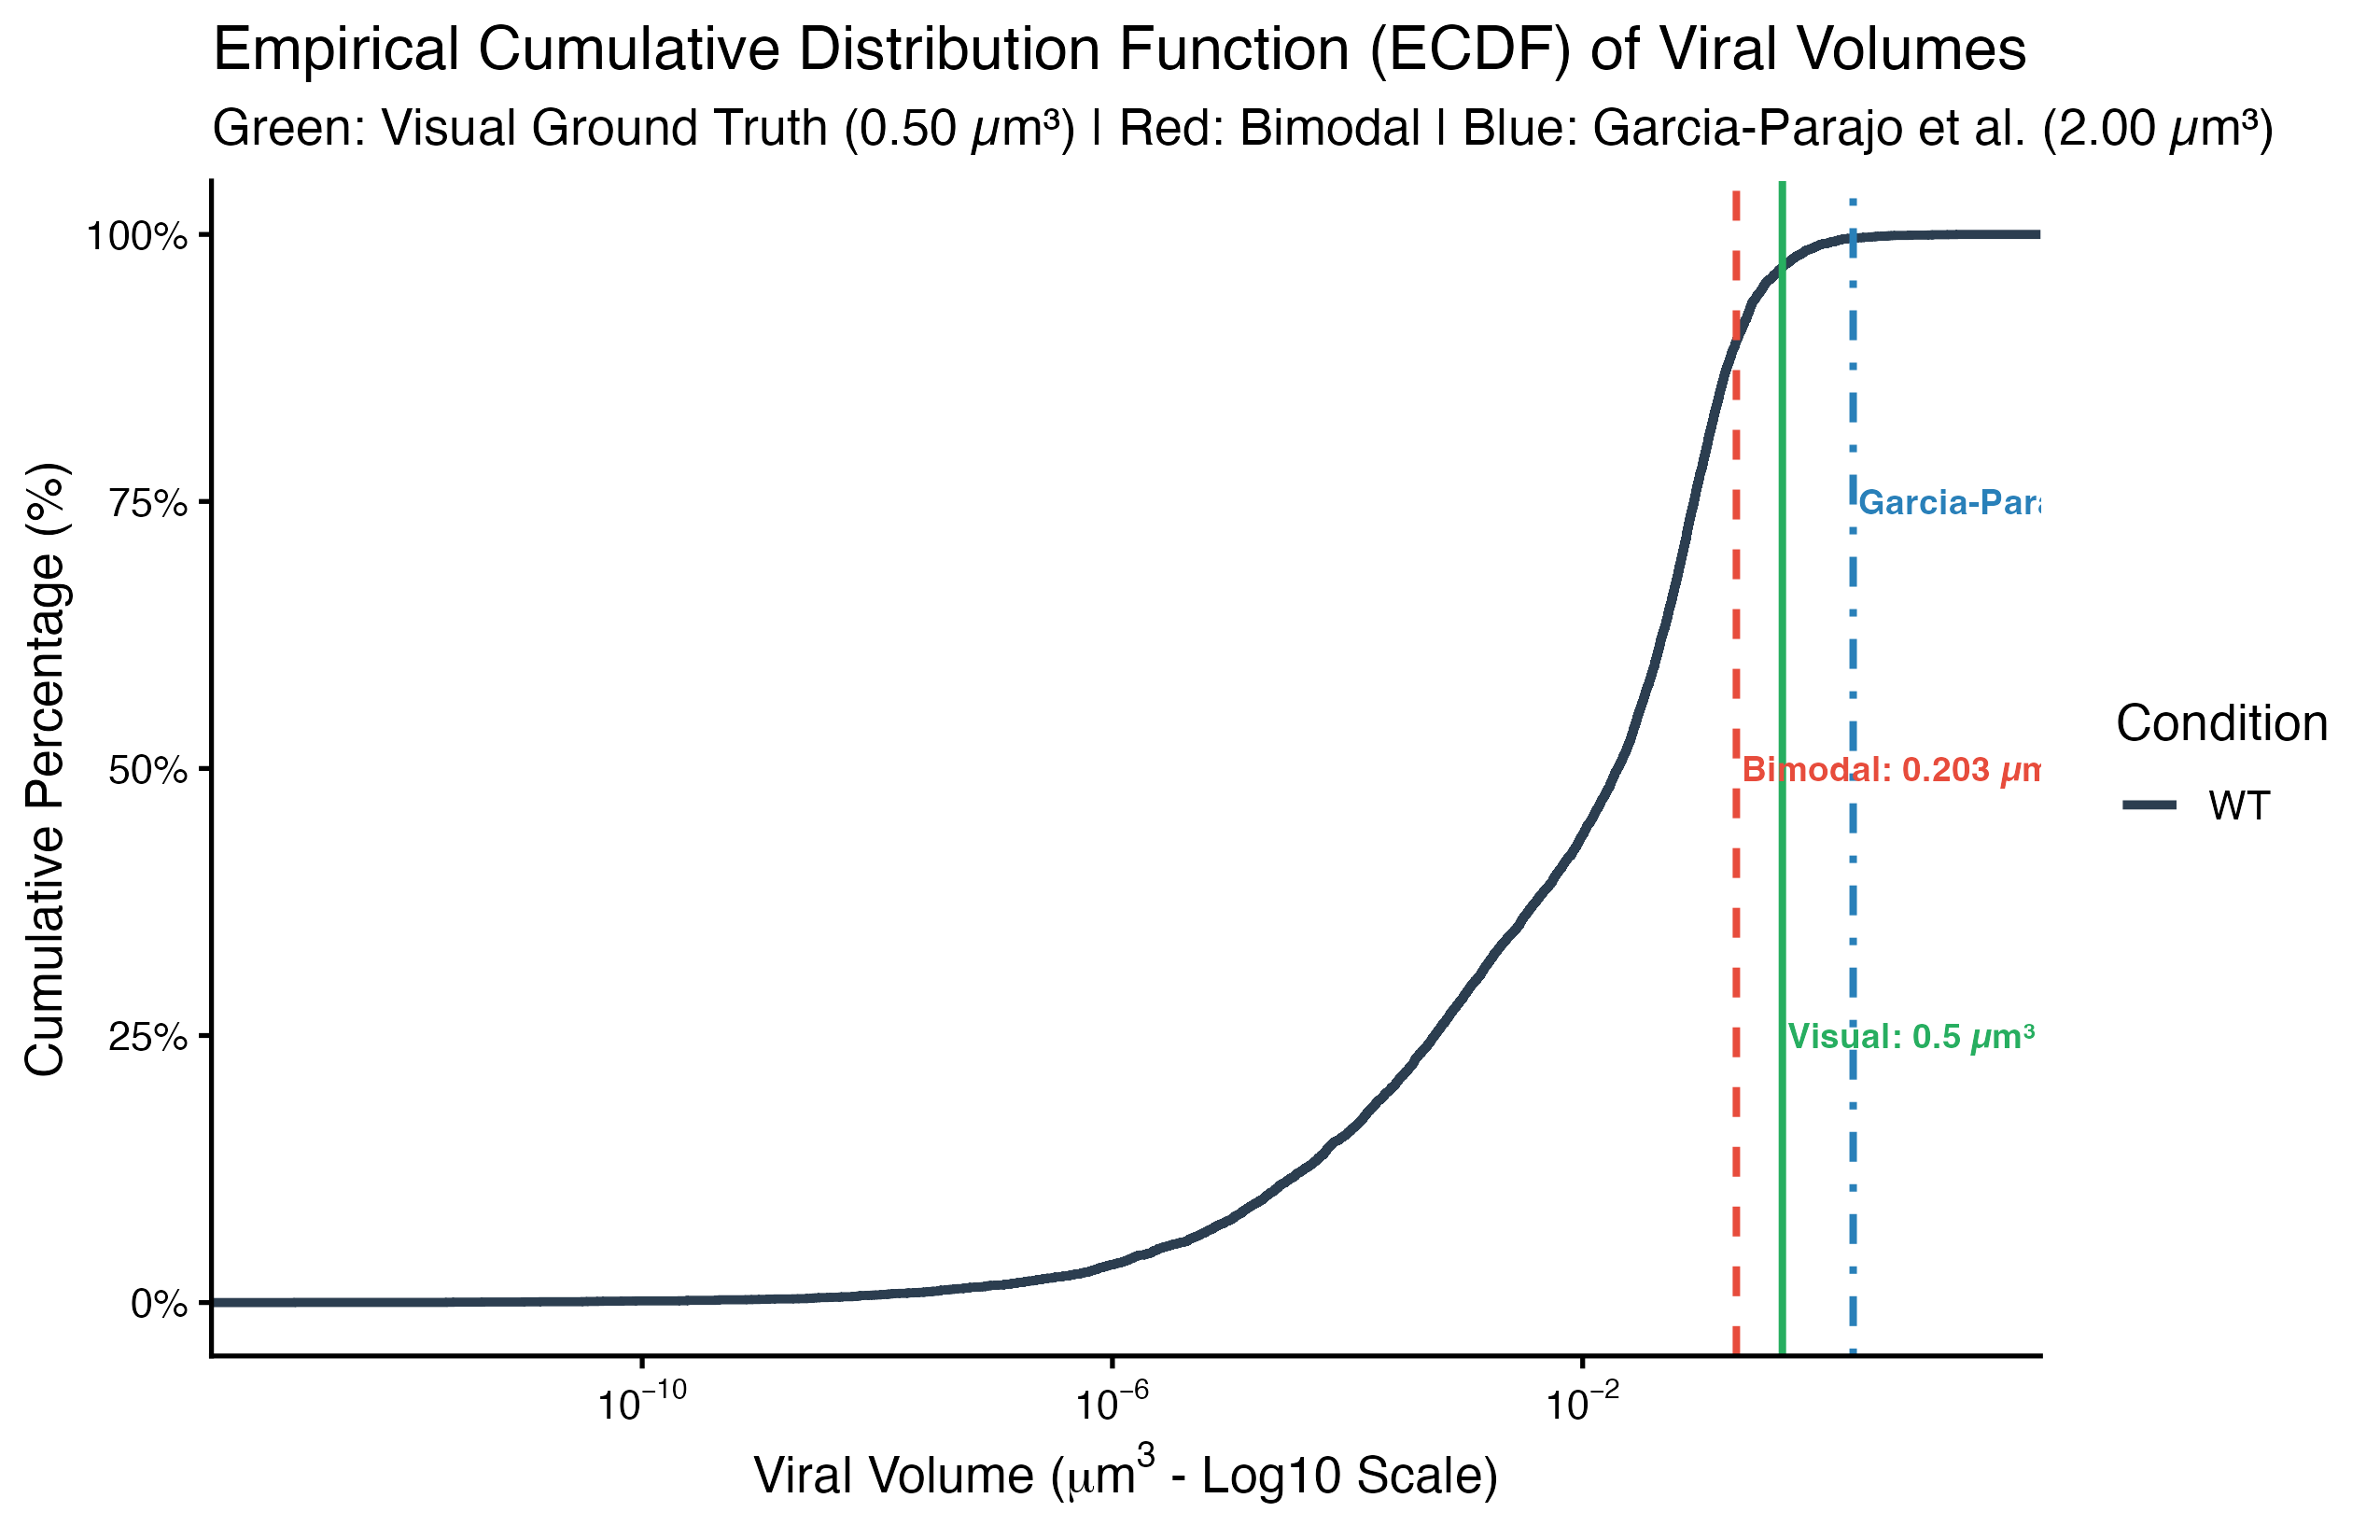 Empirical Cumulative Distribution Function (ECDF) of Viral Volumes
Green: Visual Ground Truth (0.50 µm³) | Red: Bimodal | Blue: Garcia-Parajo et al. (2.00 µm³)
Cumulative Percentage (%)
100%
75%
50%
25%
0%
Garcia-Para
Bimodal: 0.203 µm
Visual: 0.5 µm³
Condition
WT
10⁻¹⁰
10⁻⁶
10⁻²
Viral Volume (μm³ - Log10 Scale)